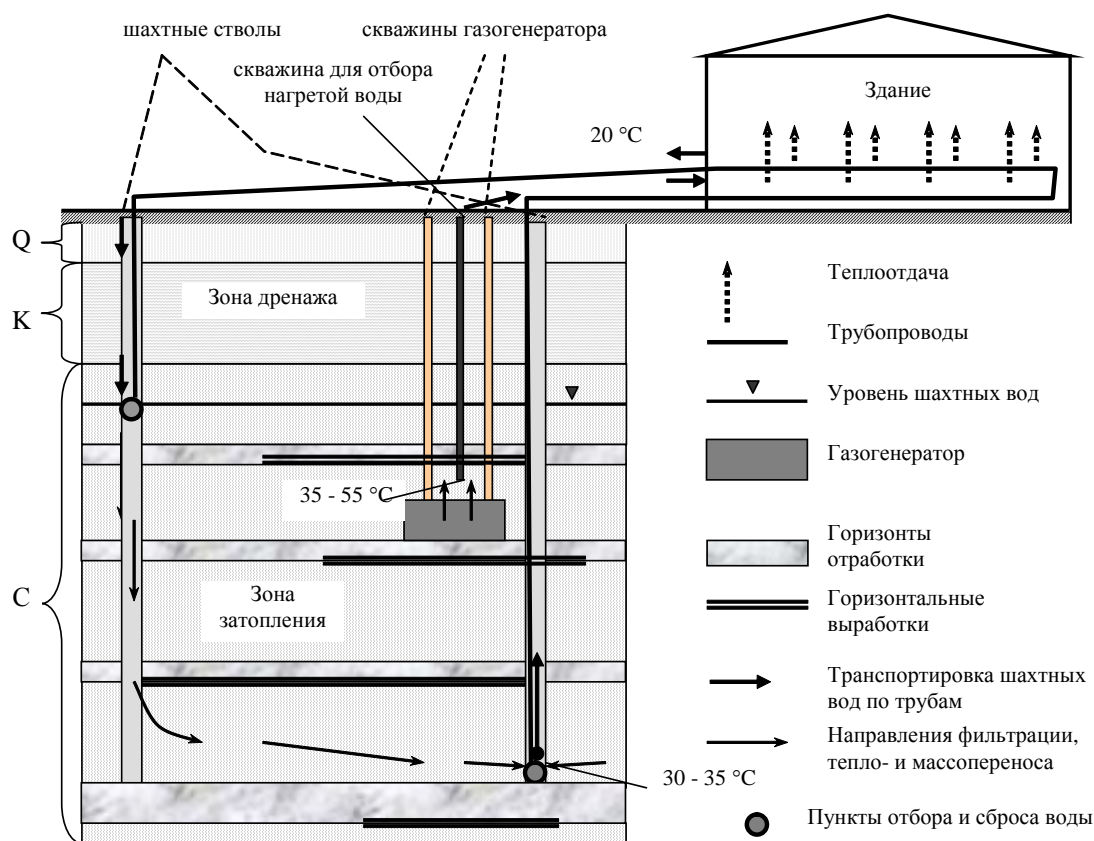 шахтные стволы
скважины газогенератора
скважина для отбора
нагретой воды
Здание
20 °C
Q
K
C
Зона дренажа
35 - 55 °C
Зона
затопления
30 - 35 °C
Теплоотдача
Трубопроводы
Уровень шахтных вод
Газогенератор
Горизонты
отработки
Горизонтальные
выработки
Транспортировка шахтных
вод по трубам
Направления фильтрации,
тепло- и массопереноса
Пункты отбора и сброса воды